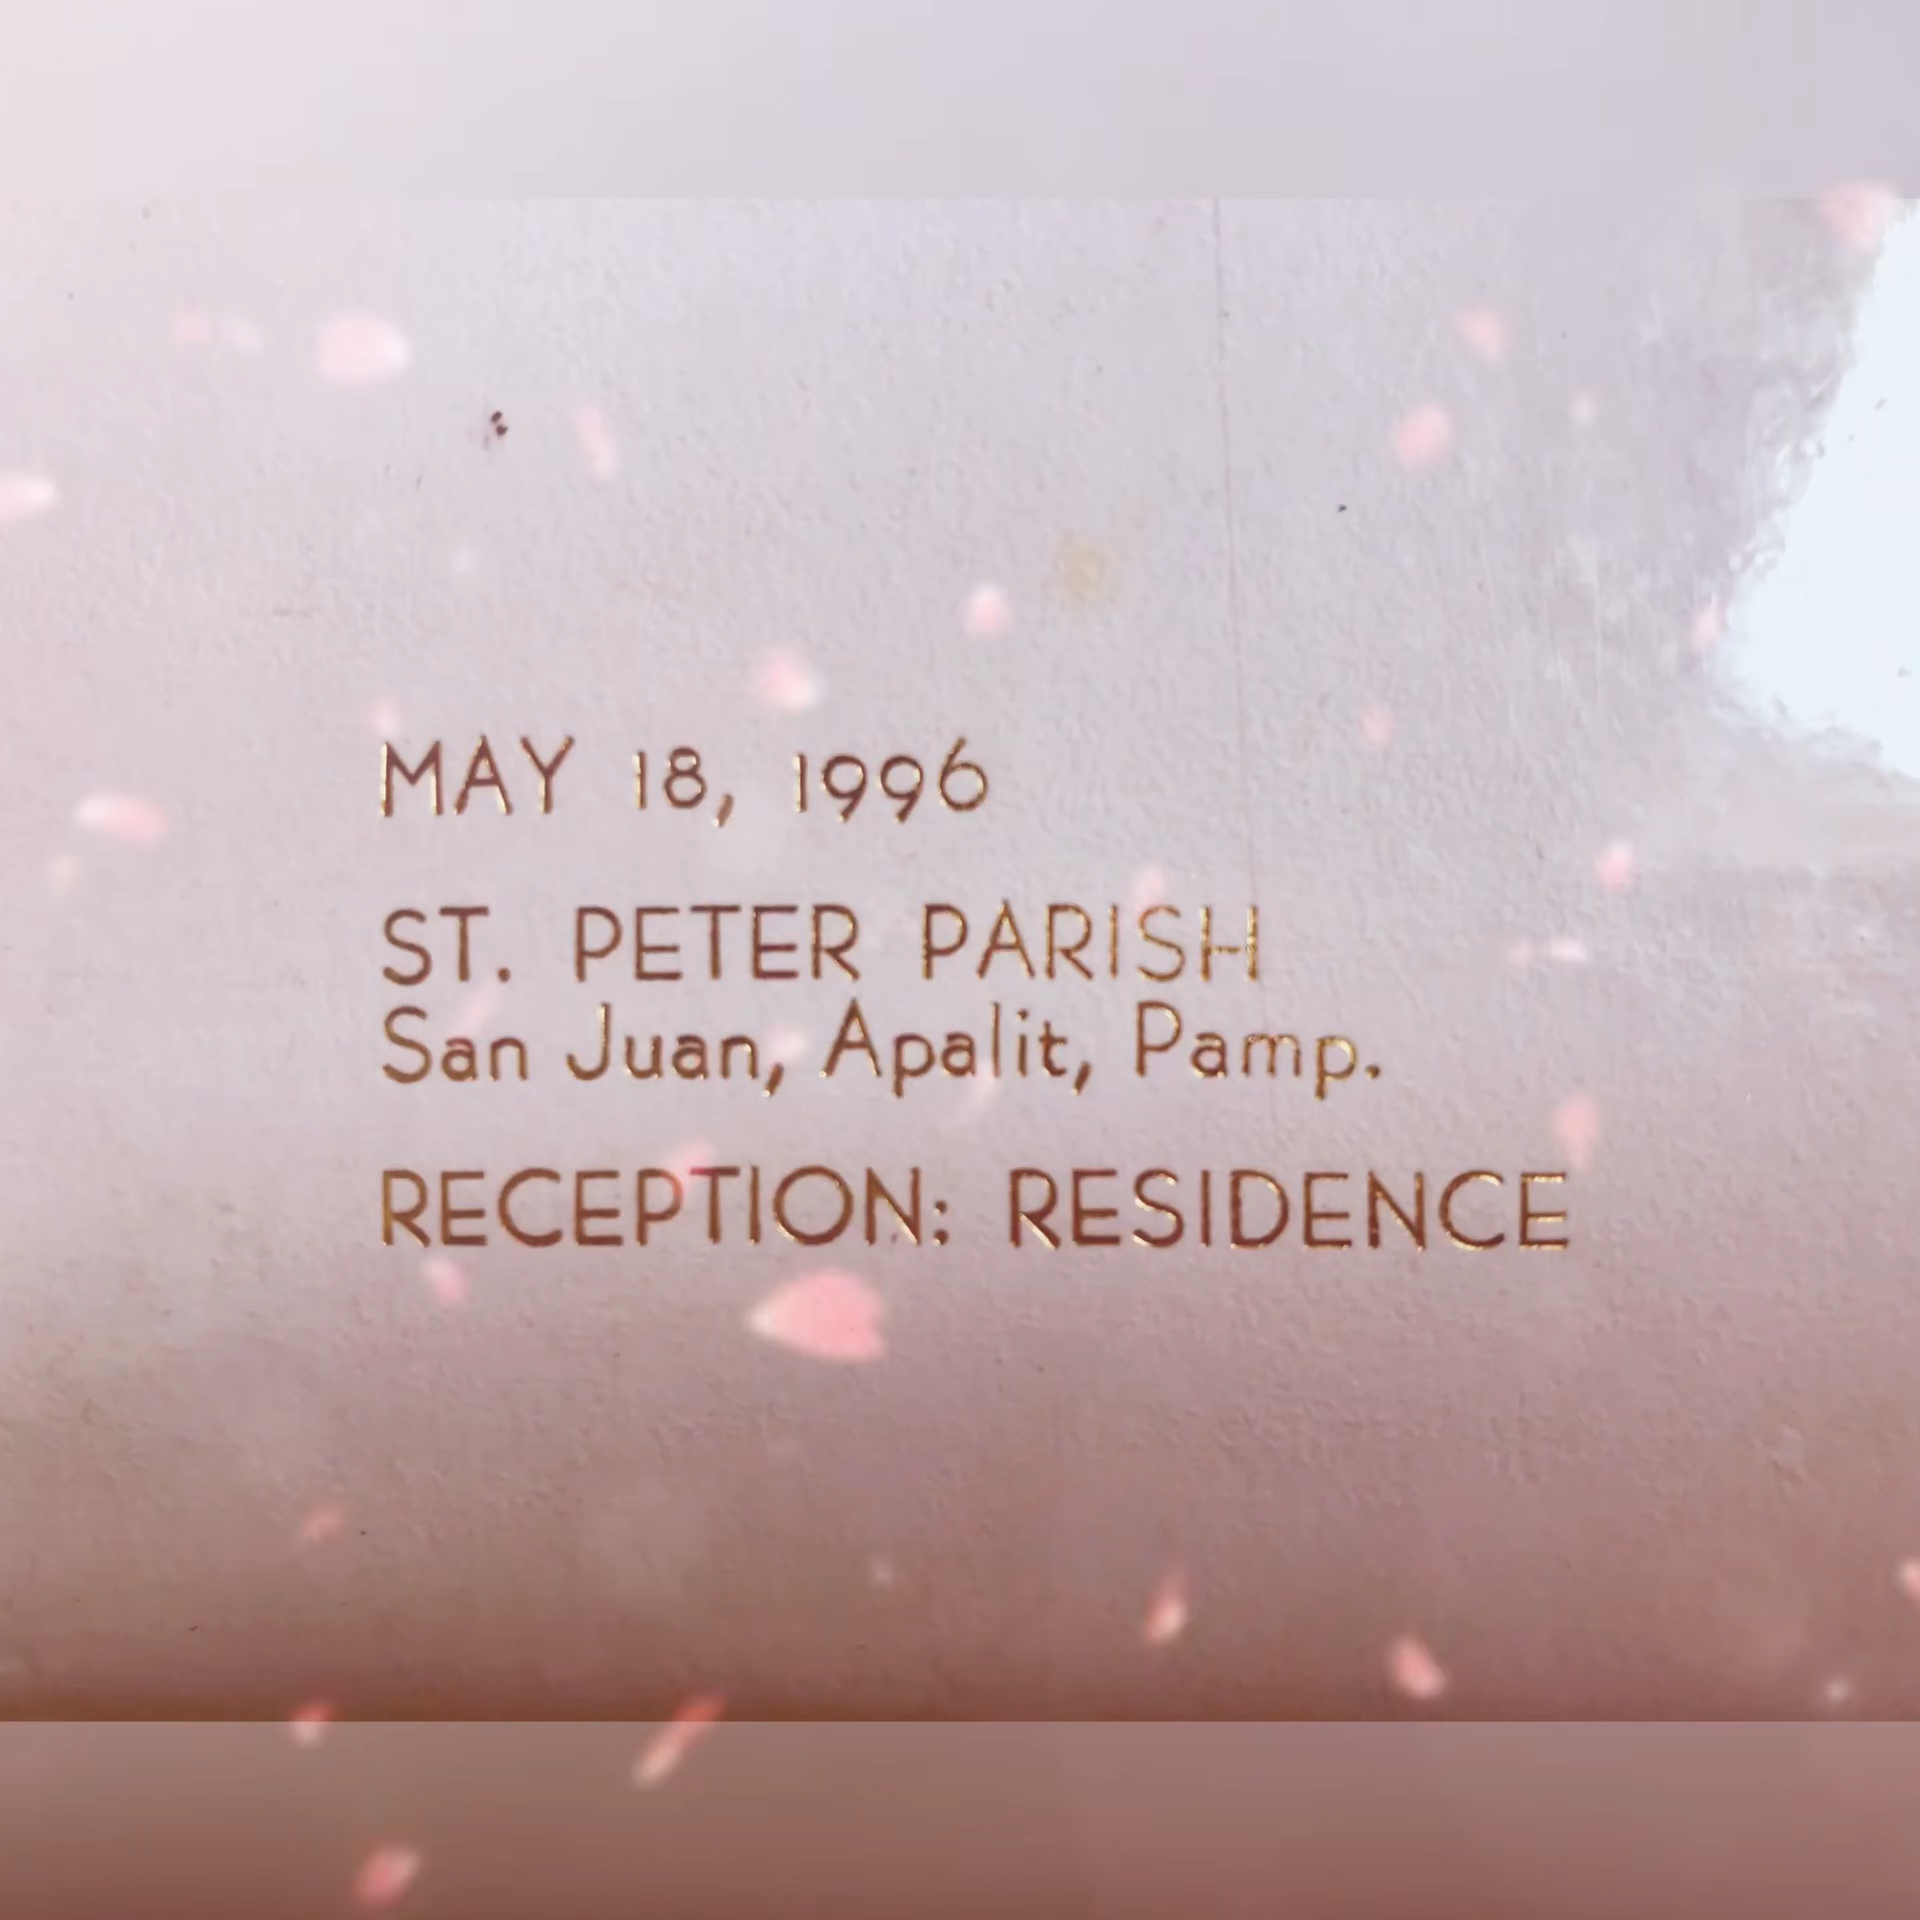 MAY 18, 1996
ST. PETER PARISH
San Juan, Apalit, Pamp.
RECEPTION: RESIDENCE